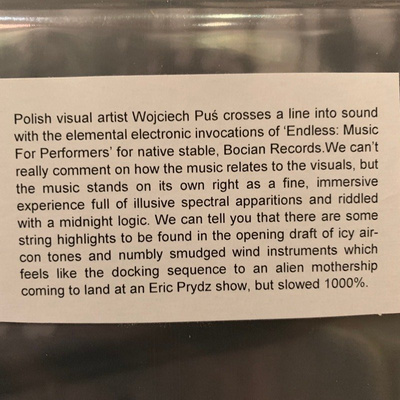 Polish visual artist Wojciech Puś crosses a line into sound
with the elemental electronic invocations of ‘Endless: Music
For Performers’ for native stable, Bocian Records.We can’t
really comment on how the music relates to the visuals, but
the music stands on its own right as a fine, immersive
experience full of illusive spectral apparitions and riddled
with a midnight logic. We can tell you that there are some
string highlights to be found in the opening draft of icy air-
con tones and numbly smudged wind instruments which
feels like the docking sequence to an alien mothership
coming to land at an Eric Prydz show, but slowed 1000%.